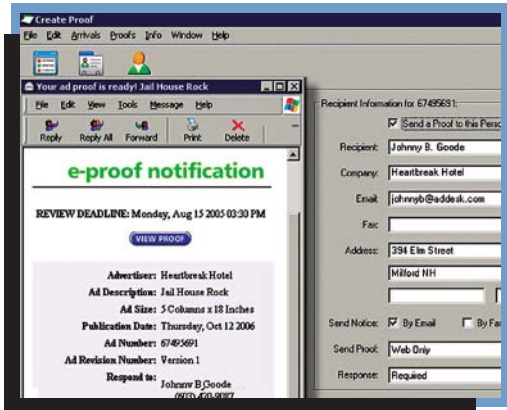 Create Proof
File Edit Arrivals Proofs Info Window Help
Your ad proof is ready! Jail House Rock
File Edit View Tools Message Help
Reply Reply All Forward Print Delete
e-proof notification
REVIEW DEADLINE: Monday, Aug 15 2005 03:30 PM
VIEW PROOF
Advertiser: Heartbreak Hotel
Ad Description: Jail House Rock
Ad Size: 5 Columns x 18 Inches
Publication Date: Thursday, Oct 12 2006
Ad Number: 67495691
Ad Revision Number: Version 1
Respond to: Johnny B.Goode
(603) 420-9087
Recipient Information for 67495691:
Send a Proof to this Perso
Recipient: Johnny B. Goode
Company: Heartbreak Hotel
Email: johnnyb@addesk.com
Fax:
Address: 394 Elm Street
Milford NH
Send Notice: By Email By Fa
Send Proof: Web Only
Response: Required